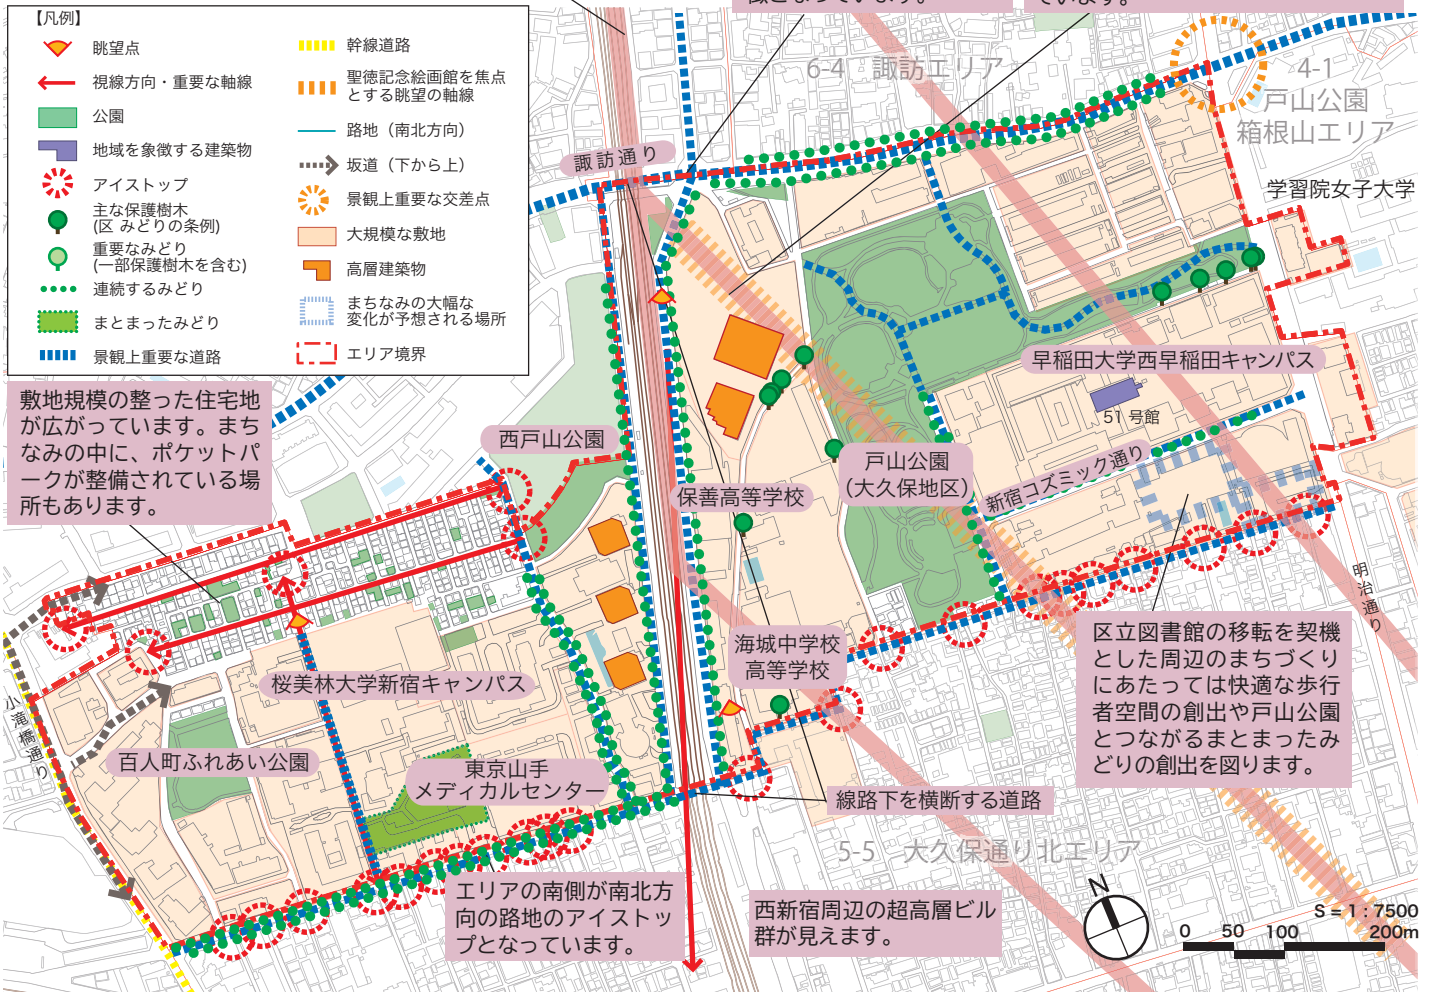 徴となっています。
ています。
【凡例】
眺望点
視線方向・重要な軸線
公園
地域を象徴する建築物
アイストップ
主な保護樹木
(区 みどりの条例)
重要なみどり
(一部保護樹木を含む)
連続するみどり
まとまったみどり
景観上重要な道路
幹線道路
聖徳記念絵画館を焦点
とする眺望の軸線
路地（南北方向）
坂道（下から上）
景観上重要な交差点
大規模な敷地
高層建築物
まちなみの大幅な
変化が予想される場所
エリア境界
6-4 諏訪エリア
4-1
戸山公園
箱根山エリア
諏訪通り
学習院女子大学
早稲田大学西早稲田キャンパス
51 号館
敷地規模の整った住宅地
が広がっています。まち
なみの中に、ポケットパ
ークが整備されている場
所もあります。
西戸山公園
戸山公園
（大久保地区）
新宿コズミック通り
保善高等学校
明治通り
海城中学校
高等学校
区立図書館の移転を契機
とした周辺のまちづくり
にあたっては快適な歩行
者空間の創出や戸山公園
とつながるまとまったみ
どりの創出を図ります。
桜美林大学新宿キャンパス
小滝橋通り
百人町ふれあい公園
東京山手
メディカルセンター
線路下を横断する道路
5-5 大久保通り北エリア
エリアの南側が南北方
向の路地のアイストッ
プとなっています。
西新宿周辺の超高層ビル
群が見えます。
N
S = 1 : 7500
0 50 100 200m